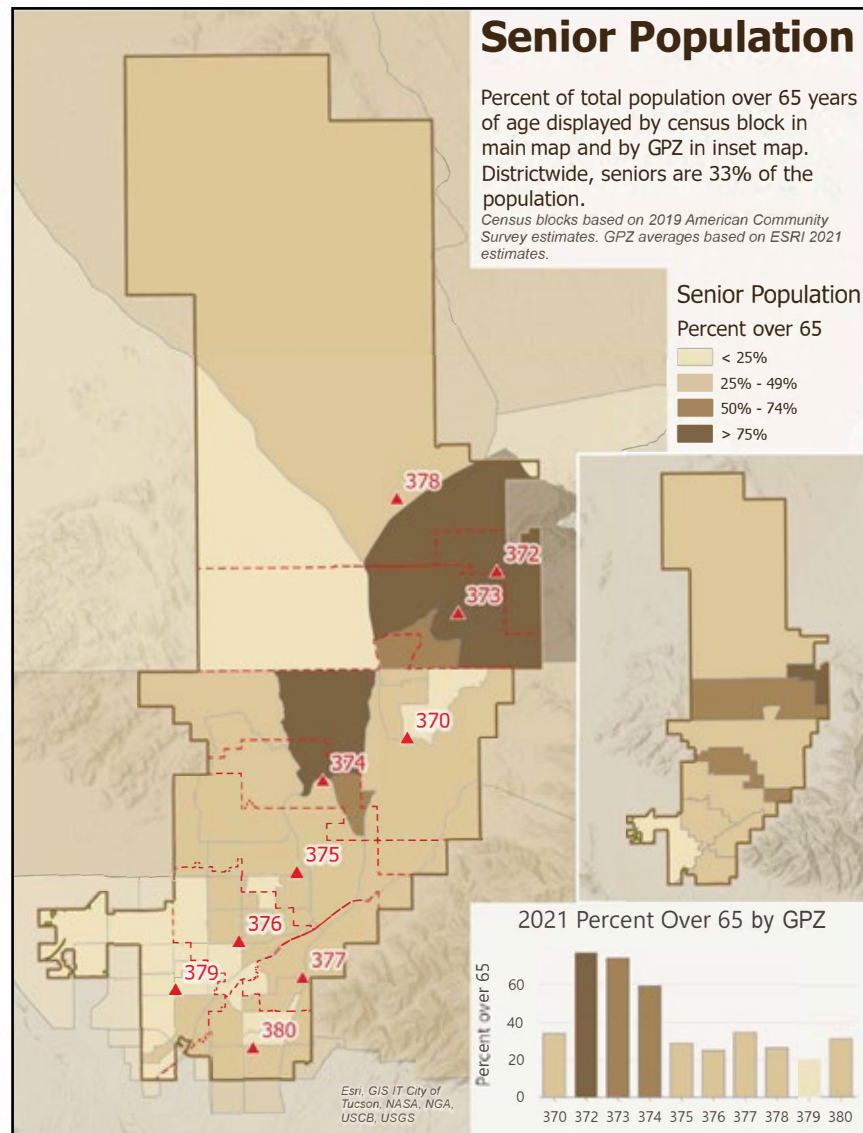 Senior Population
Percent of total population over 65 years
of age displayed by census block in
main map and by GPZ in inset map.
Districtwide, seniors are 33% of the
population.
Census blocks based on 2019 American Community
Survey estimates. GPZ averages based on ESRI 2021
estimates.
Senior Population
Percent over 65
< 25%
25% - 49%
50% - 74%
> 75%
378
372
373
370
374
375
376
377
379
380
Esri, GIS IT City of
Tucson, NASA, NGA,
USCB, USGS
2021 Percent Over 65 by GPZ
Percent over 65
60
40
20
0
370 372 373 374 375 376 377 378 379 380